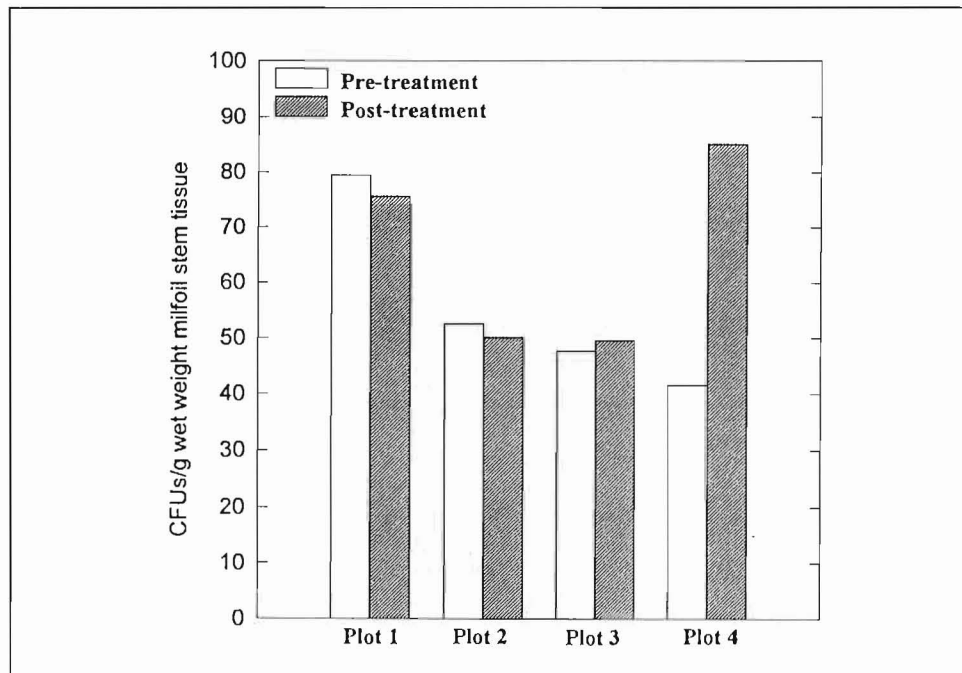 100
90
80
70
60
50
40
30
20
10
0
CFUs/g wet weight milfoil stem tissue
Pre-treatment
Post-treatment
Plot 1
Plot 2
Plot 3
Plot 4